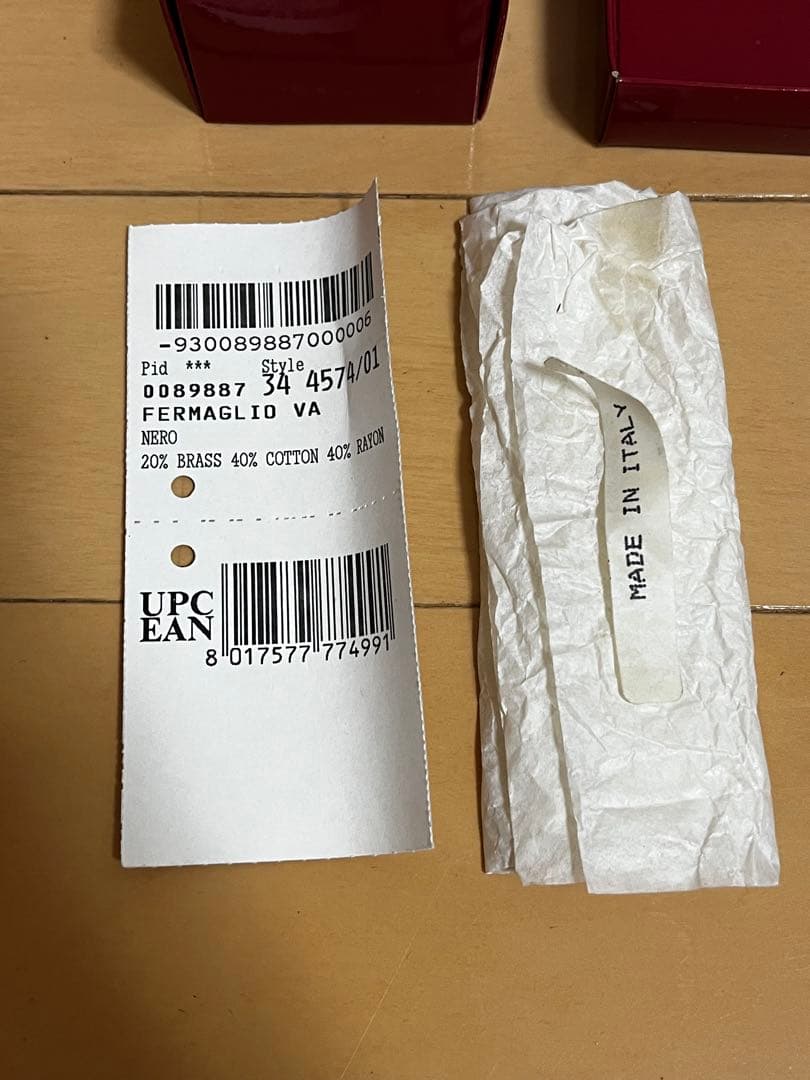 -930089887000006
Pid *** Style
0089887 34 4574/01
FERMAGLIO VA
NERO
20% BRASS 40% COTTON 40% RAYON
UPC
EAN
8 017577 774991
MADE IN ITALY